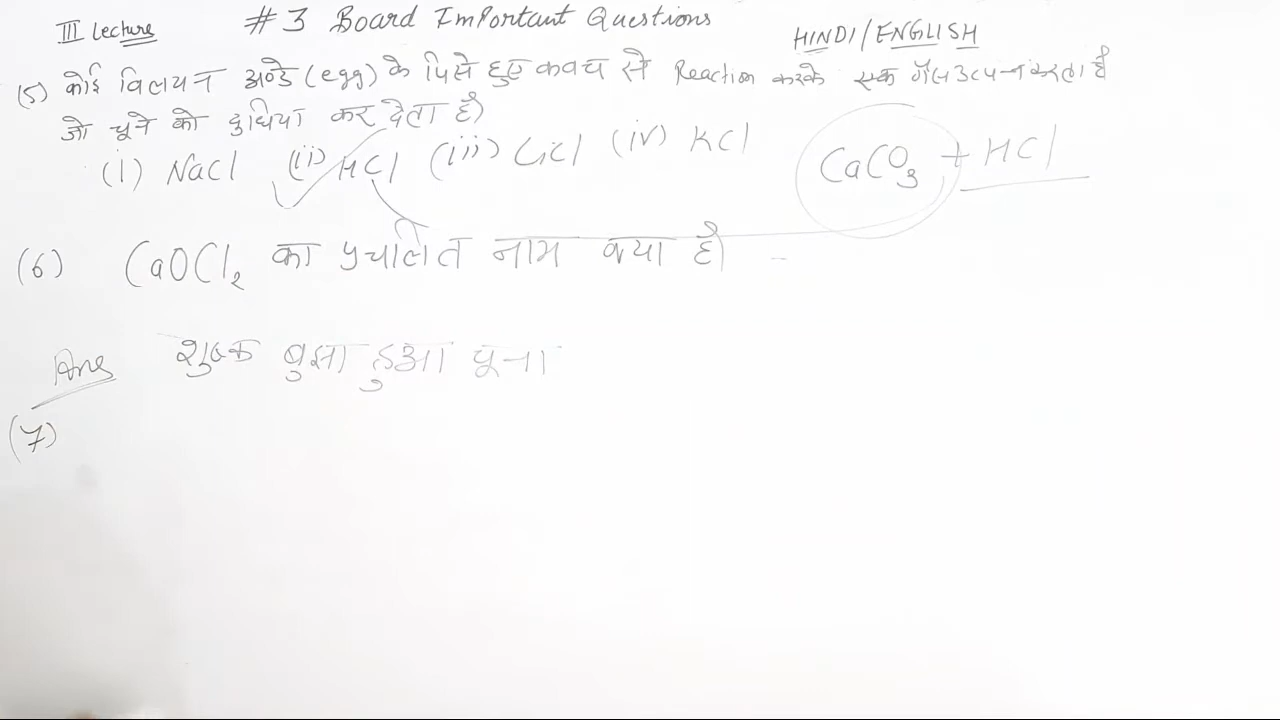 III Lecture # 3 Board Important Questions HINDI/ENGLISH
(5) कोई विलयन अण्डे (egg) के पिसे हुए कवच से Reaction करके एक गैस उत्पन्न करता है
जो चूने को दुधिया कर देता है।
(i) NaCl (ii) HCl (iii) LiCl (iv) KCl CaCO3 + HCl
(6) CaOCl2 का प्रचलित नाम क्या है।
Ans शुष्क बुझा हुआ चूना
(7)